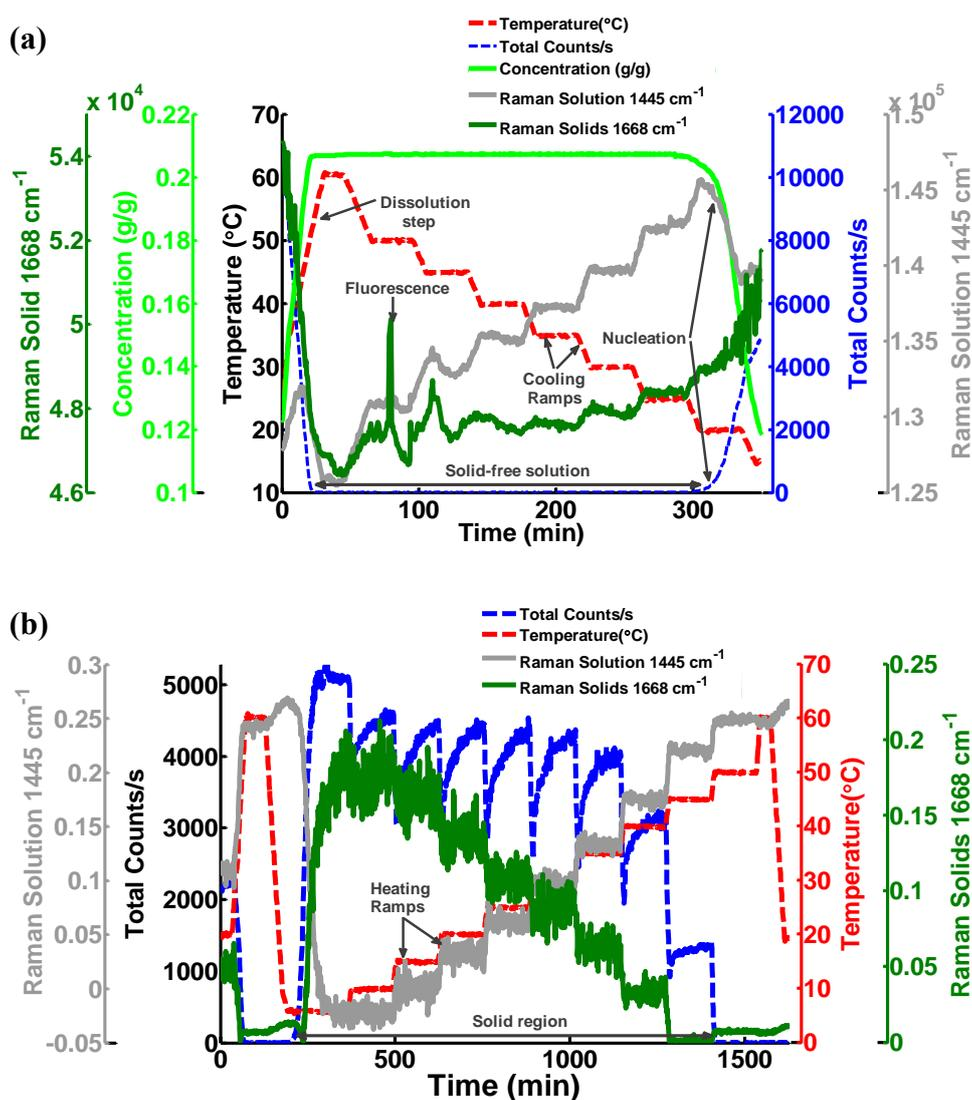 (a)
Temperature(°C)
Total Counts/s
Concentration (g/g)
Raman Solution 1445 cm-1
Raman Solids 1668 cm-1
x 10^4
5.4
5.2
5
4.8
4.6
Raman Solid 1668 cm-1
0.22
0.2
0.18
0.16
0.14
0.12
0.1
Concentration (g/g)
70
60
50
40
30
20
10
Temperature (°C)
Dissolution
step
Fluorescence
Cooling
Ramps
Nucleation
Solid-free solution
0 100 200 300
Time (min)
12000
10000
8000
6000
4000
2000
0
Total Counts/s
x 10^5
1.5
1.45
1.4
1.35
1.3
1.25
Raman Solution 1445 cm-1
(b)
Total Counts/s
Temperature(°C)
Raman Solution 1445 cm-1
Raman Solids 1668 cm-1
0.3
0.25
0.2
0.15
0.1
0.05
0
-0.05
Raman Solution 1445 cm-1
5000
4000
3000
2000
1000
0
Total Counts/s
Heating
Ramps
Solid region
0 500 1000 1500
Time (min)
70
60
50
40
30
20
10
0
Temperature(°C)
0.25
0.2
0.15
0.1
0.05
0
Raman Solids 1668 cm-1